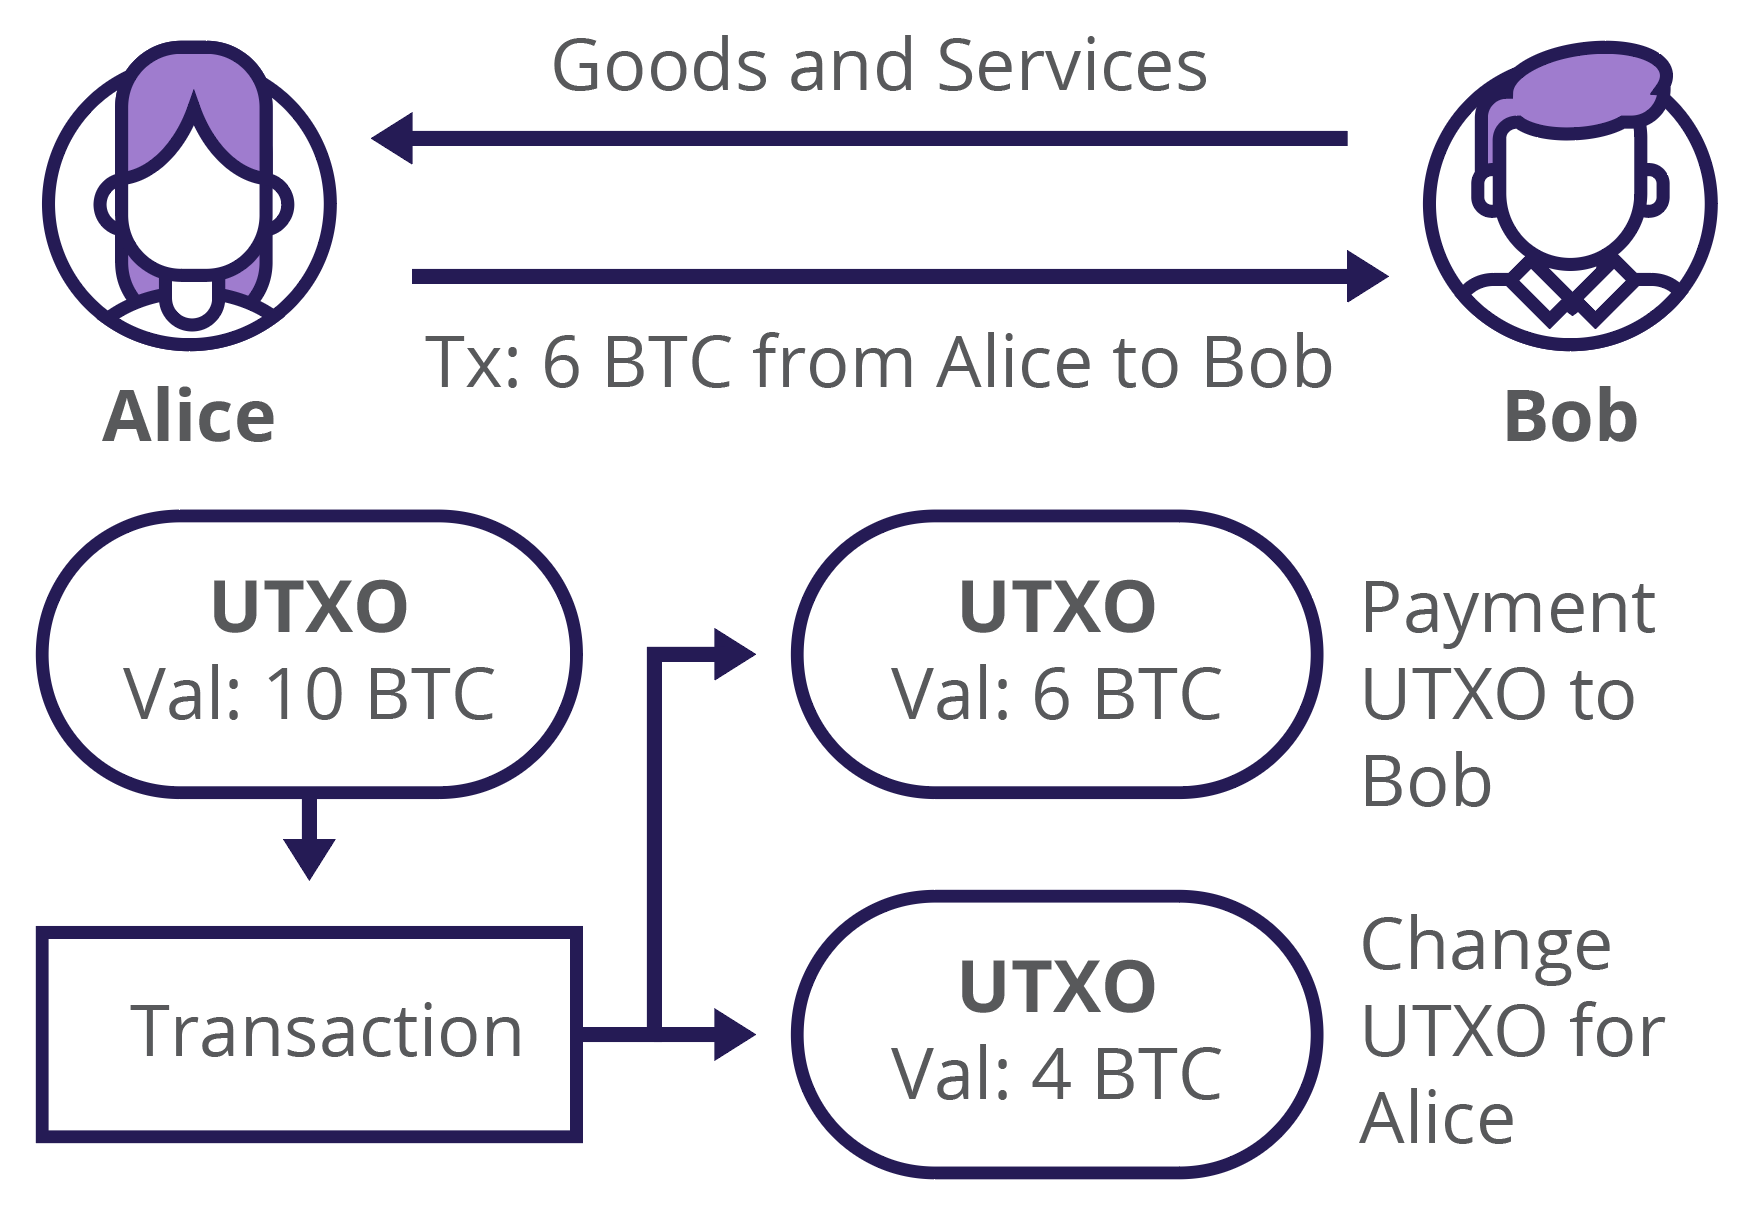 Goods and Services
Tx: 6 BTC from Alice to Bob
Alice
Bob
UTXO
Val: 10 BTC
UTXO
Val: 6 BTC
Payment
UTXO to
Bob
Transaction
UTXO
Val: 4 BTC
Change
UTXO for
Alice